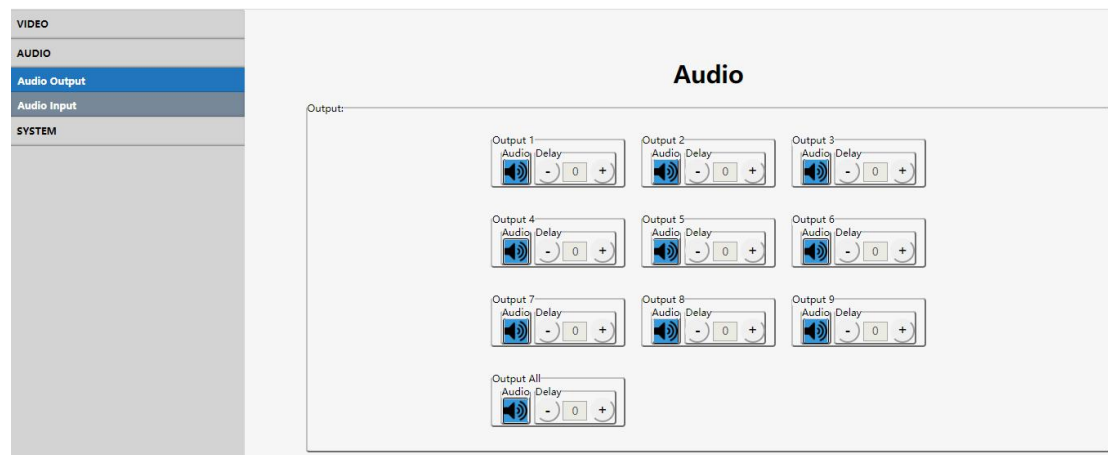 VIDEO
AUDIO
Audio Output
Audio Input
SYSTEM
Audio
Output:
Output 1 Output 2 Output 3
Audio Delay Audio Delay Audio Delay
- 0 + - 0 + - 0 +
Output 4 Output 5 Output 6
Audio Delay Audio Delay Audio Delay
- 0 + - 0 + - 0 +
Output 7 Output 8 Output 9
Audio Delay Audio Delay Audio Delay
- 0 + - 0 + - 0 +
Output All
Audio Delay
- 0 +